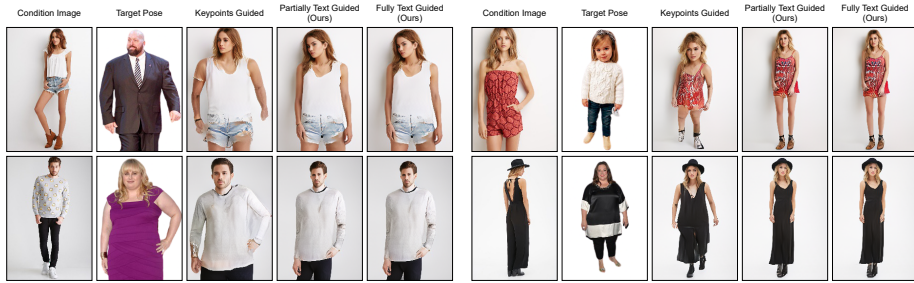 Condition Image Target Pose Keypoints Guided Partially Text Guided (Ours) Fully Text Guided (Ours) Condition Image Target Pose Keypoints Guided Partially Text Guided (Ours) Fully Text Guided (Ours)